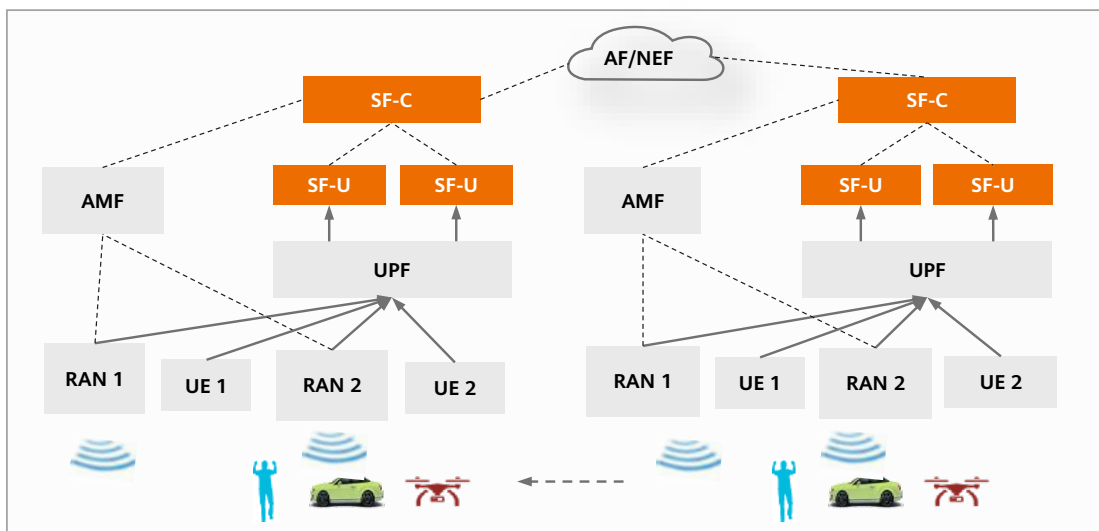 AF/NEF
SF-C
SF-C
SF-U
SF-U
SF-U
SF-U
AMF
AMF
UPF
UPF
RAN 1
UE 1
RAN 2
UE 2
RAN 1
UE 1
RAN 2
UE 2